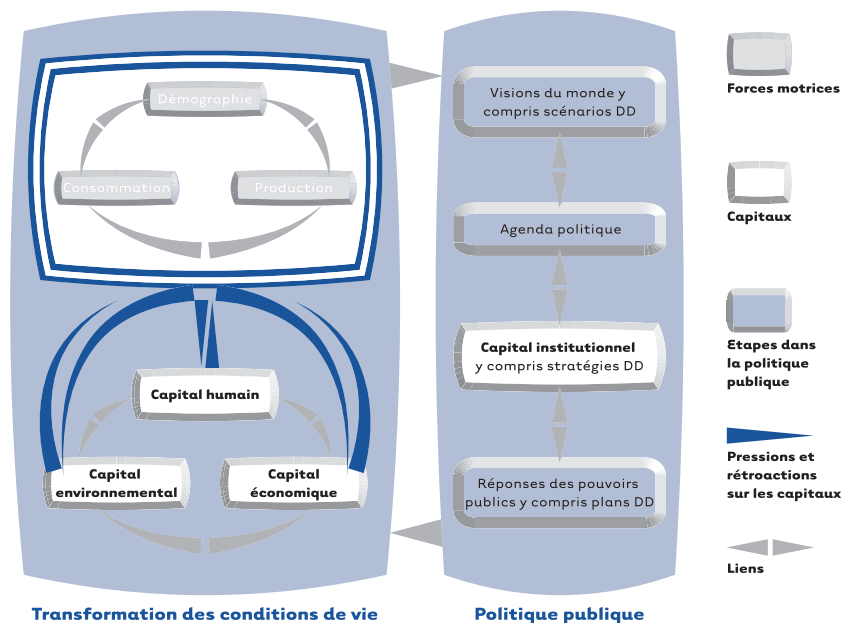 Démographie
Consommation
Production
Capital humain
Capital
environnemental
Capital
économique
Transformation des conditions de vie
Visions du monde y
compris scénarios DD
Agenda politique
Capital institutionnel
y compris stratégies DD
Réponses des pouvoirs
publics y compris plans DD
Politique publique
Forces motrices
Capitaux
Etapes dans
la politique
publique
Pressions et
rétroactions
sur les capitaux
Liens